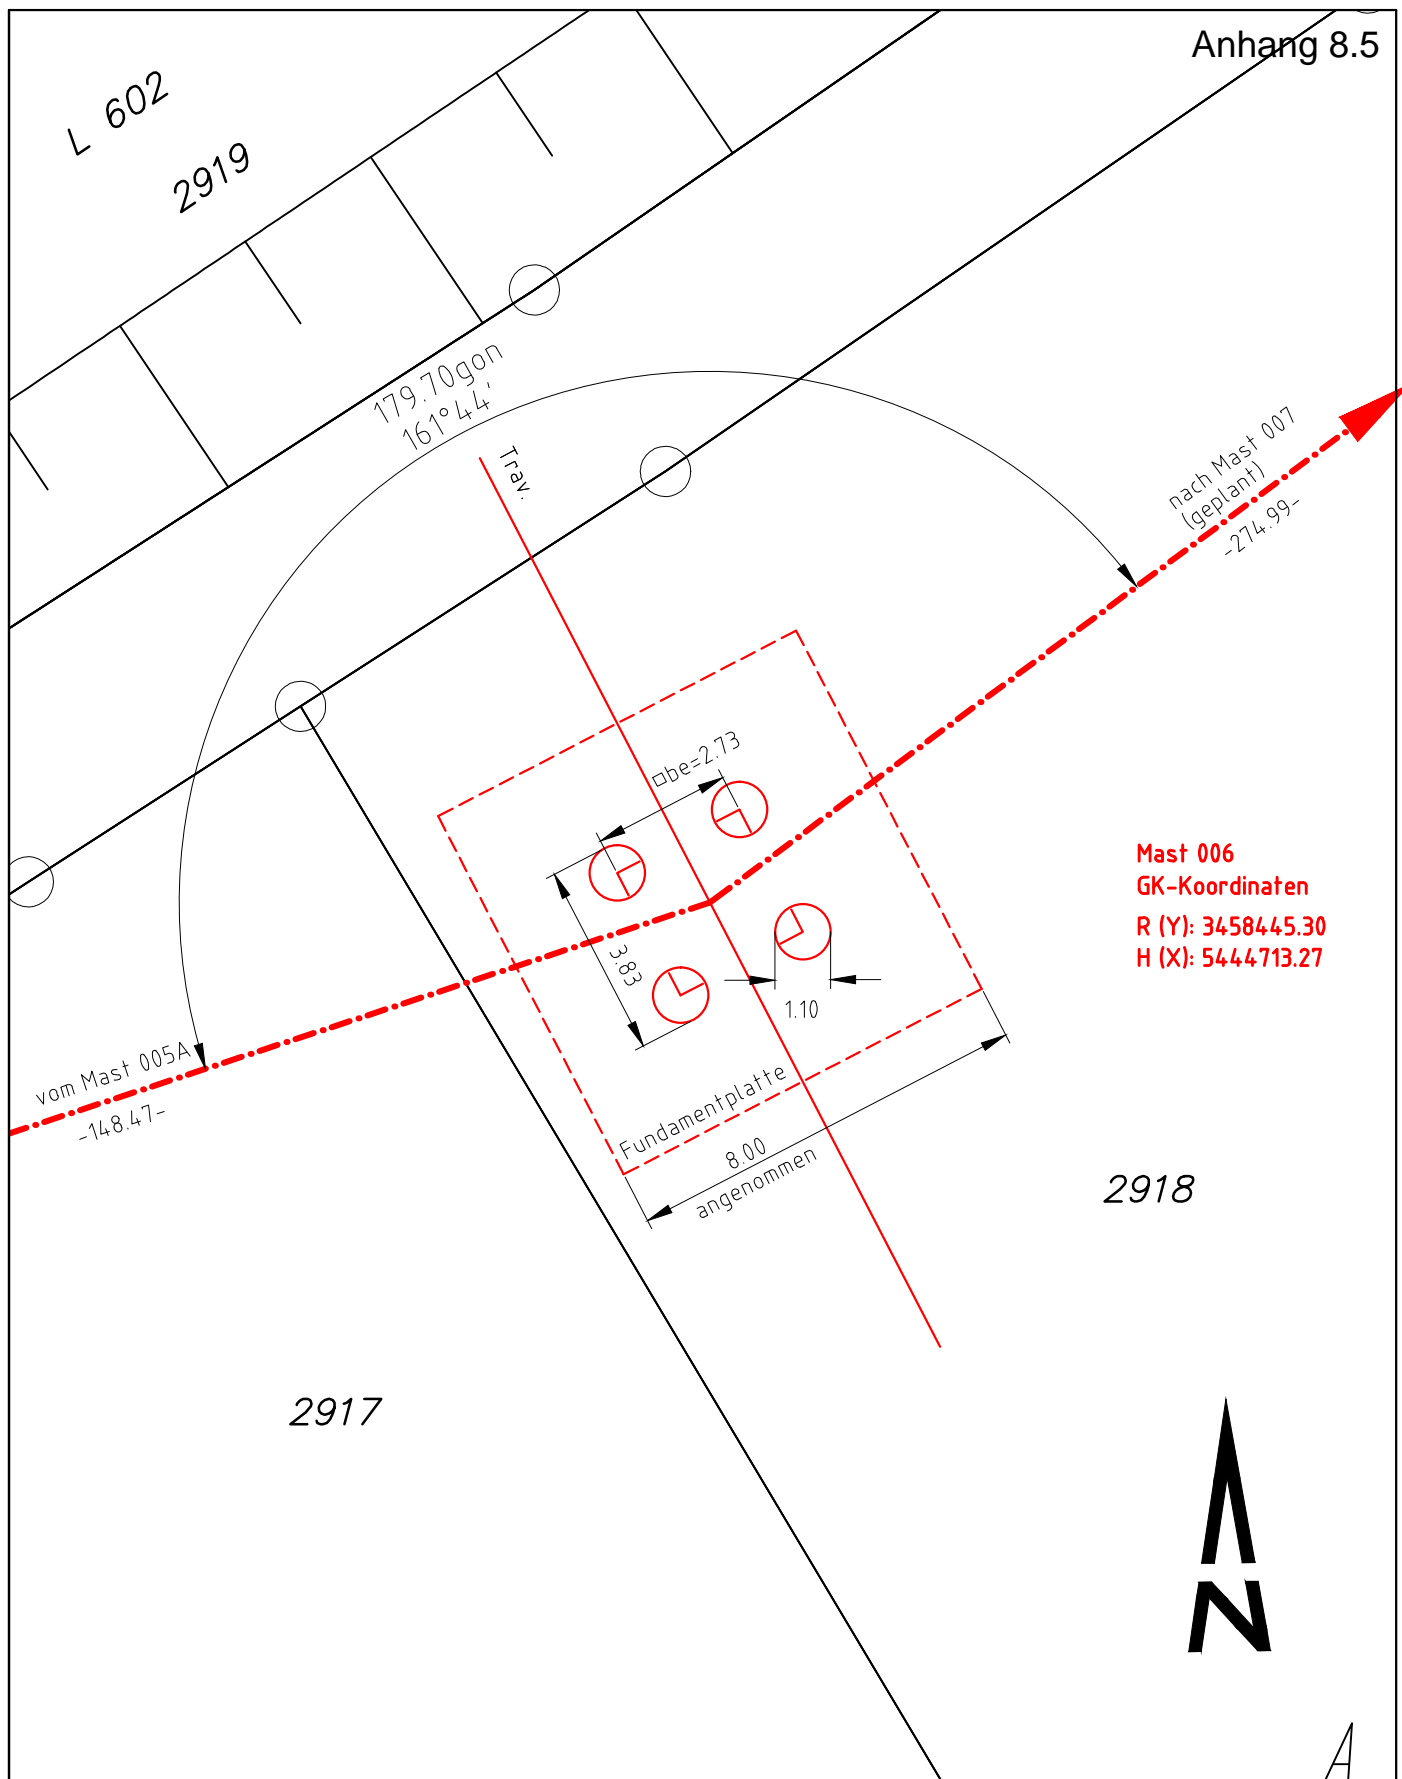 Anhang 8.5
L 602
2919
179.70gon
161°44'
Trav.
nach Mast 007
(geplant)
-274.99-
□be=2.73
Mast 006
GK-Koordinaten
R (Y): 3458445.30
H (X): 5444713.27
3.83
1.10
vom Mast 005A
-148.47-
Fundamentplatte
8.00
angenommen
2918
2917
N
A